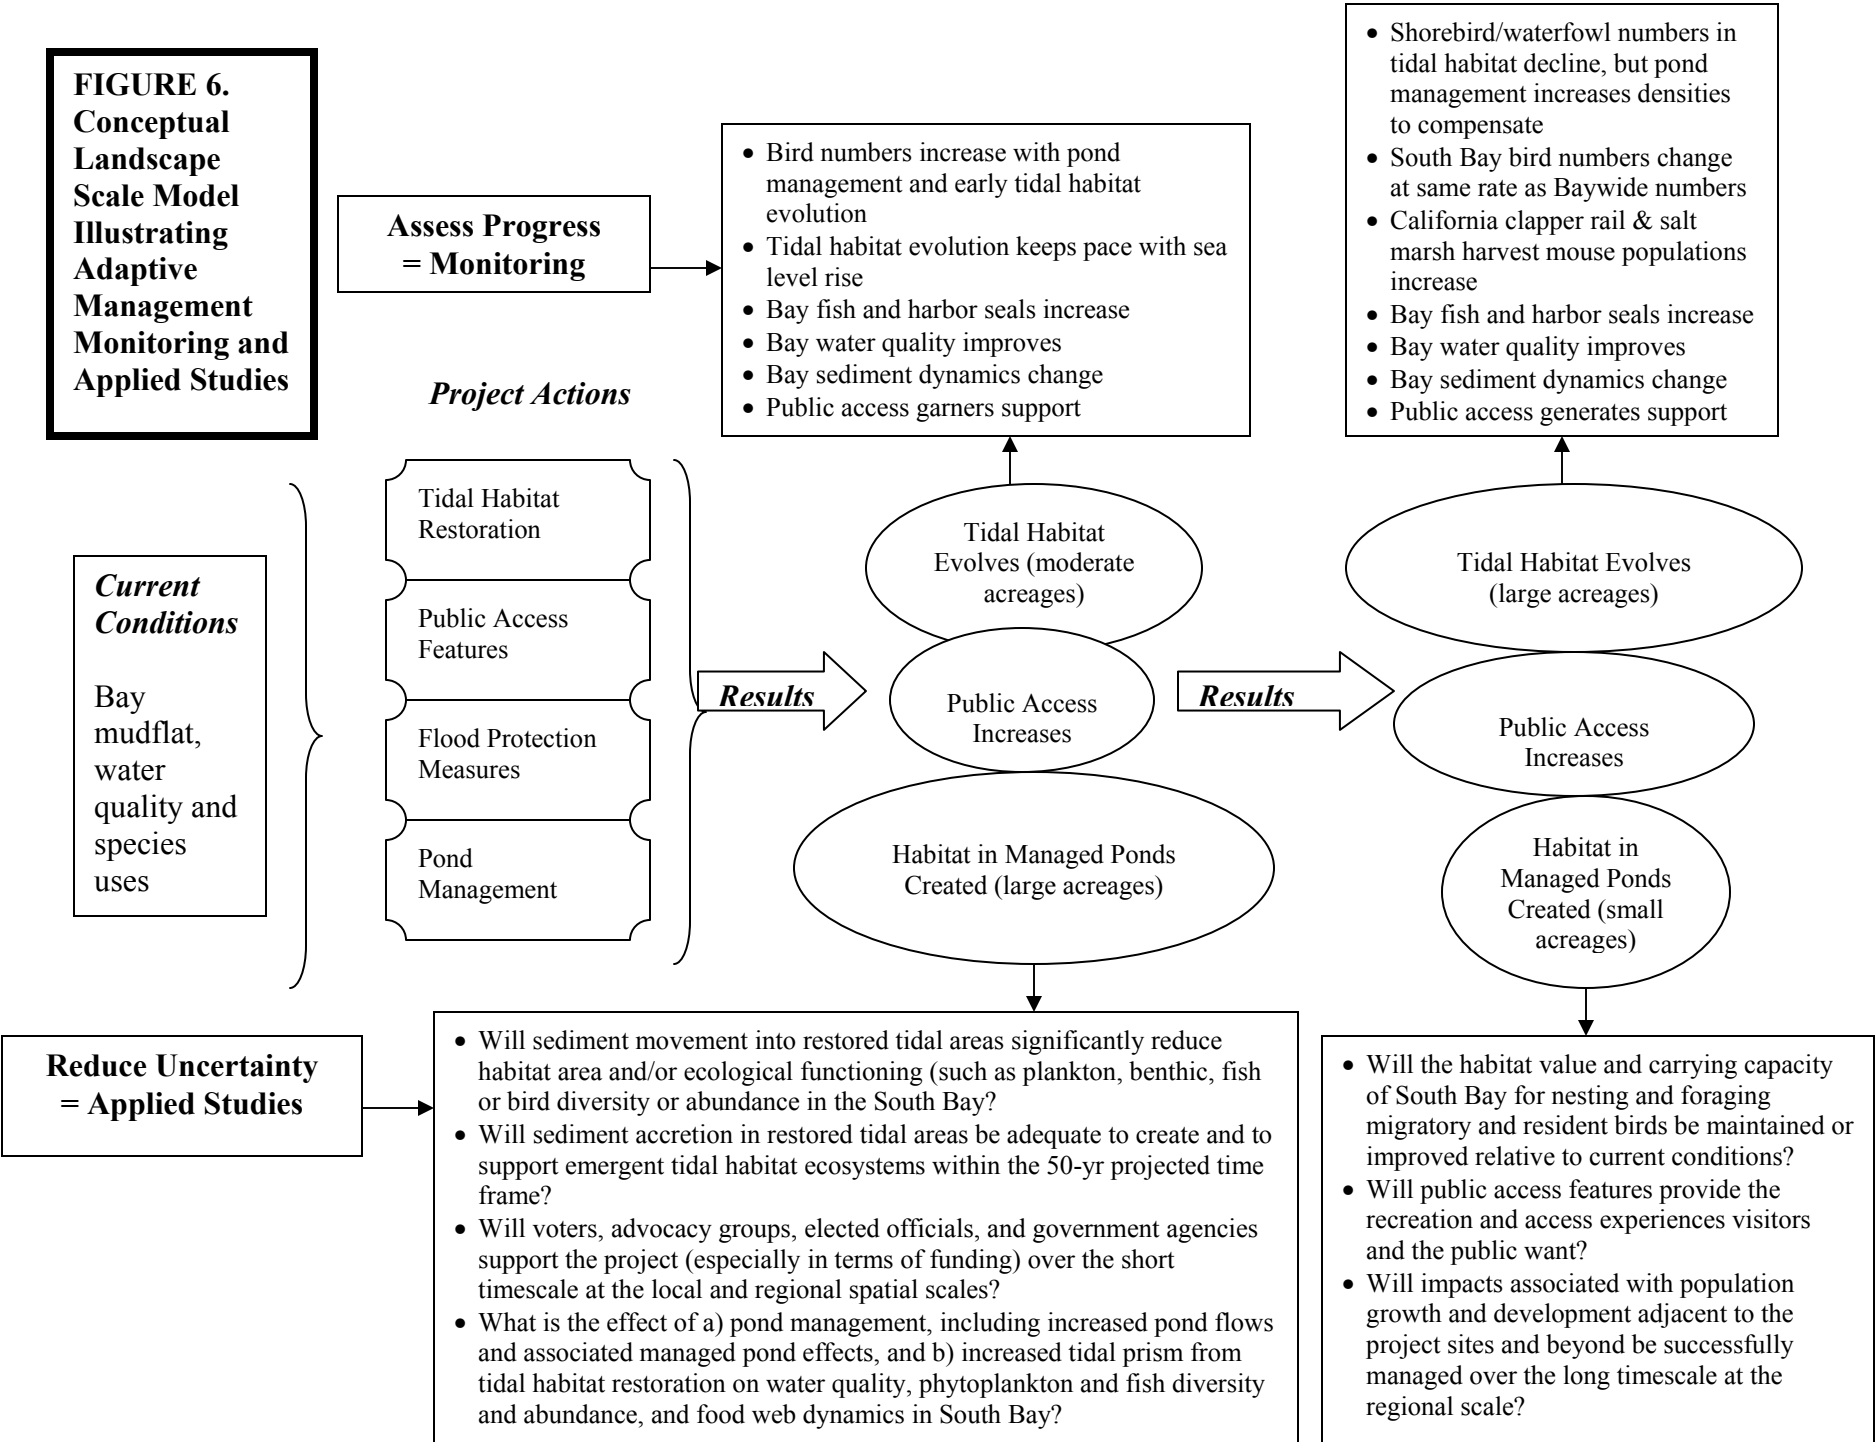 FIGURE 6.
Conceptual
Landscape
Scale Model
Illustrating
Adaptive
Management
Monitoring and
Applied Studies
Assess Progress
= Monitoring
• Bird numbers increase with pond
management and early tidal habitat
evolution
• Tidal habitat evolution keeps pace with sea
level rise
• Bay fish and harbor seals increase
• Bay water quality improves
• Bay sediment dynamics change
• Public access garners support
• Shorebird/waterfowl numbers in
tidal habitat decline, but pond
management increases densities
to compensate
• South Bay bird numbers change
at same rate as Baywide numbers
• California clapper rail & salt
marsh harvest mouse populations
increase
• Bay fish and harbor seals increase
• Bay water quality improves
• Bay sediment dynamics change
• Public access generates support
Project Actions
Current
Conditions
Bay
mudflat,
water
quality and
species
uses
Tidal Habitat
Restoration
Public Access
Features
Flood Protection
Measures
Pond
Management
Results
Tidal Habitat
Evolves (moderate
acreages)
Public Access
Increases
Habitat in Managed Ponds
Created (large acreages)
Results
Tidal Habitat Evolves
(large acreages)
Public Access
Increases
Habitat in
Managed Ponds
Created (small
acreages)
Reduce Uncertainty
= Applied Studies
• Will sediment movement into restored tidal areas significantly reduce
habitat area and/or ecological functioning (such as plankton, benthic, fish
or bird diversity or abundance in the South Bay?
• Will sediment accretion in restored tidal areas be adequate to create and to
support emergent tidal habitat ecosystems within the 50-yr projected time
frame?
• Will voters, advocacy groups, elected officials, and government agencies
support the project (especially in terms of funding) over the short
timescale at the local and regional spatial scales?
• What is the effect of a) pond management, including increased pond flows
and associated managed pond effects, and b) increased tidal prism from
tidal habitat restoration on water quality, phytoplankton and fish diversity
and abundance, and food web dynamics in South Bay?
• Will the habitat value and carrying capacity
of South Bay for nesting and foraging
migratory and resident birds be maintained or
improved relative to current conditions?
• Will public access features provide the
recreation and access experiences visitors
and the public want?
• Will impacts associated with population
growth and development adjacent to the
project sites and beyond be successfully
managed over the long timescale at the
regional scale?